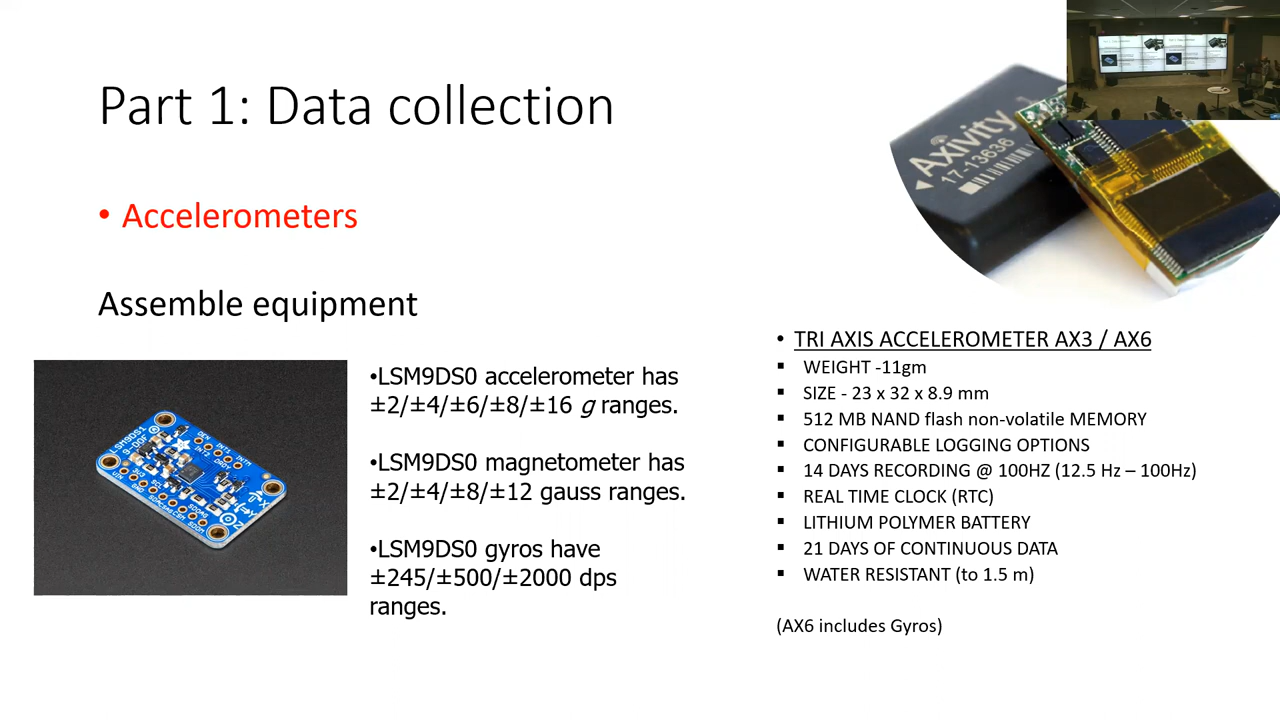 Part 1: Data collection
• Accelerometers
Assemble equipment
•LSM9DS0 accelerometer has
±2/±4/±6/±8/±16 g ranges.
•LSM9DS0 magnetometer has
±2/±4/±8/±12 gauss ranges.
•LSM9DS0 gyros have
±245/±500/±2000 dps
ranges.
LSM9DS1
9-DOF
Axivity
17-13636
• TRI AXIS ACCELEROMETER AX3 / AX6
▪ WEIGHT -11gm
▪ SIZE - 23 x 32 x 8.9 mm
▪ 512 MB NAND flash non-volatile MEMORY
▪ CONFIGURABLE LOGGING OPTIONS
▪ 14 DAYS RECORDING @ 100HZ (12.5 Hz – 100Hz)
▪ REAL TIME CLOCK (RTC)
▪ LITHIUM POLYMER BATTERY
▪ 21 DAYS OF CONTINUOUS DATA
▪ WATER RESISTANT (to 1.5 m)
(AX6 includes Gyros)